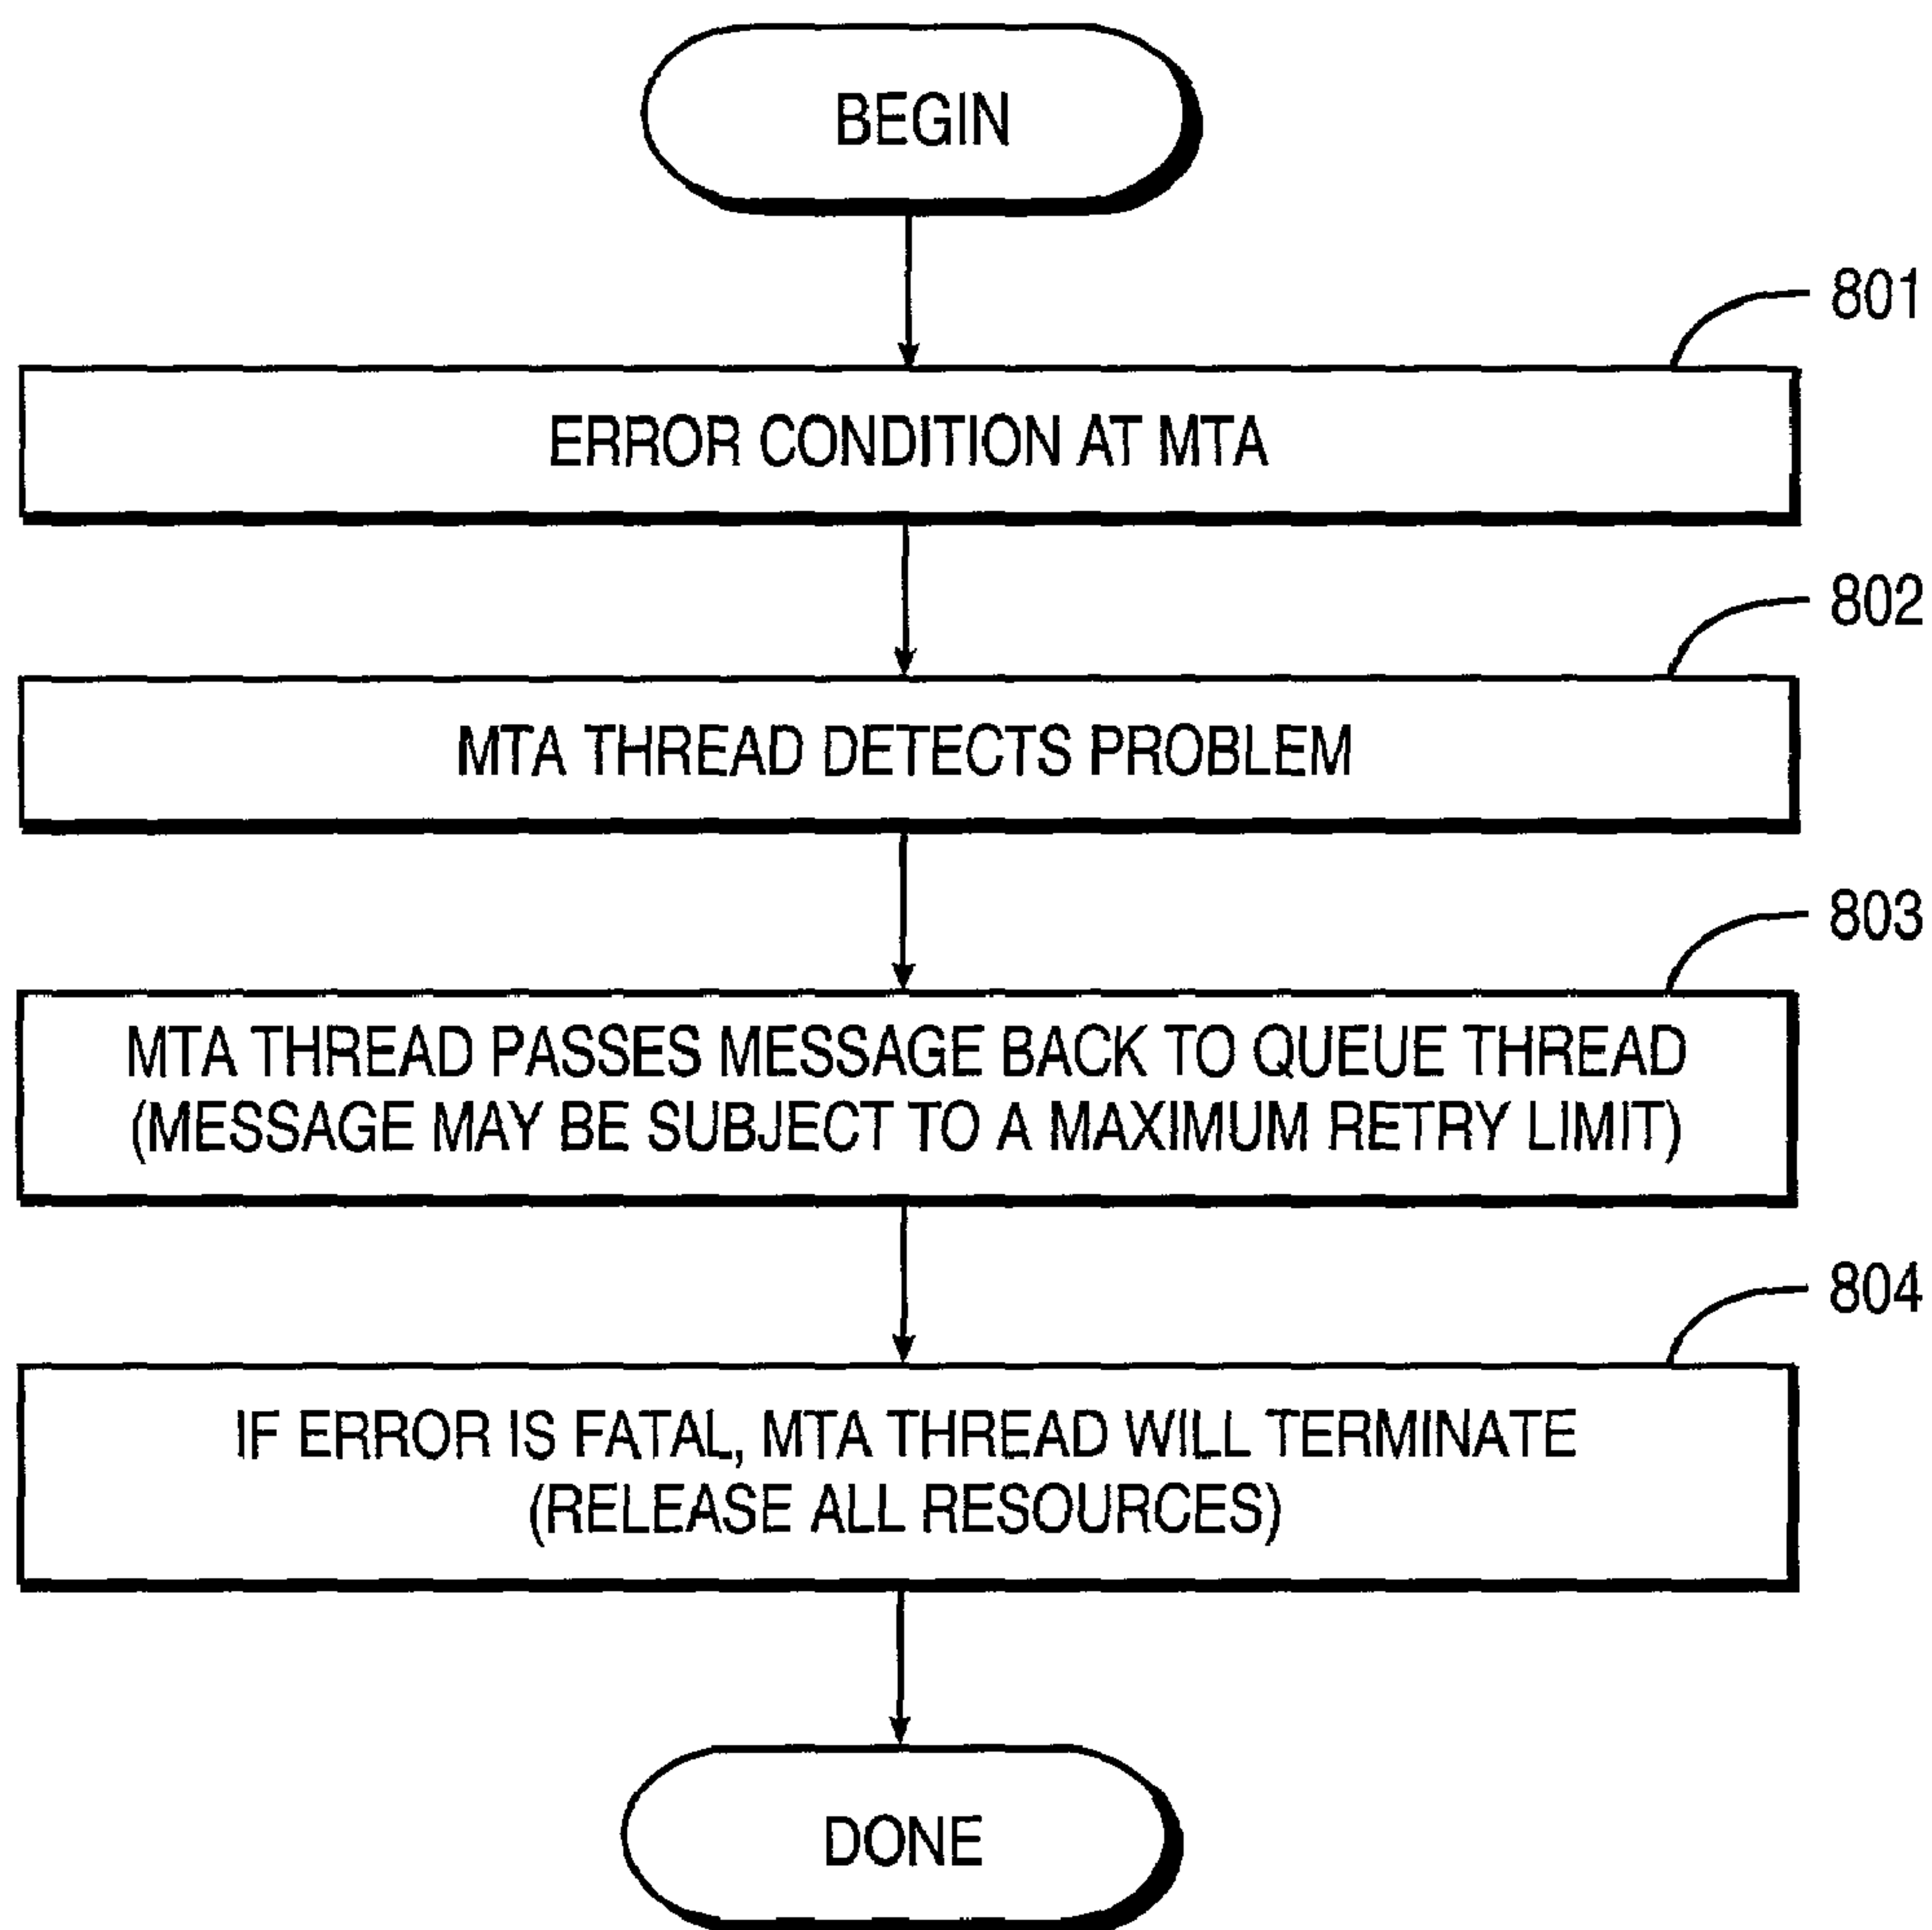 BEGIN
801
ERROR CONDITION AT MTA
802
MTA THREAD DETECTS PROBLEM
803
MTA THREAD PASSES MESSAGE BACK TO QUEUE THREAD
(MESSAGE MAY BE SUBJECT TO A MAXIMUM RETRY LIMIT)
804
IF ERROR IS FATAL, MTA THREAD WILL TERMINATE
(RELEASE ALL RESOURCES)
DONE